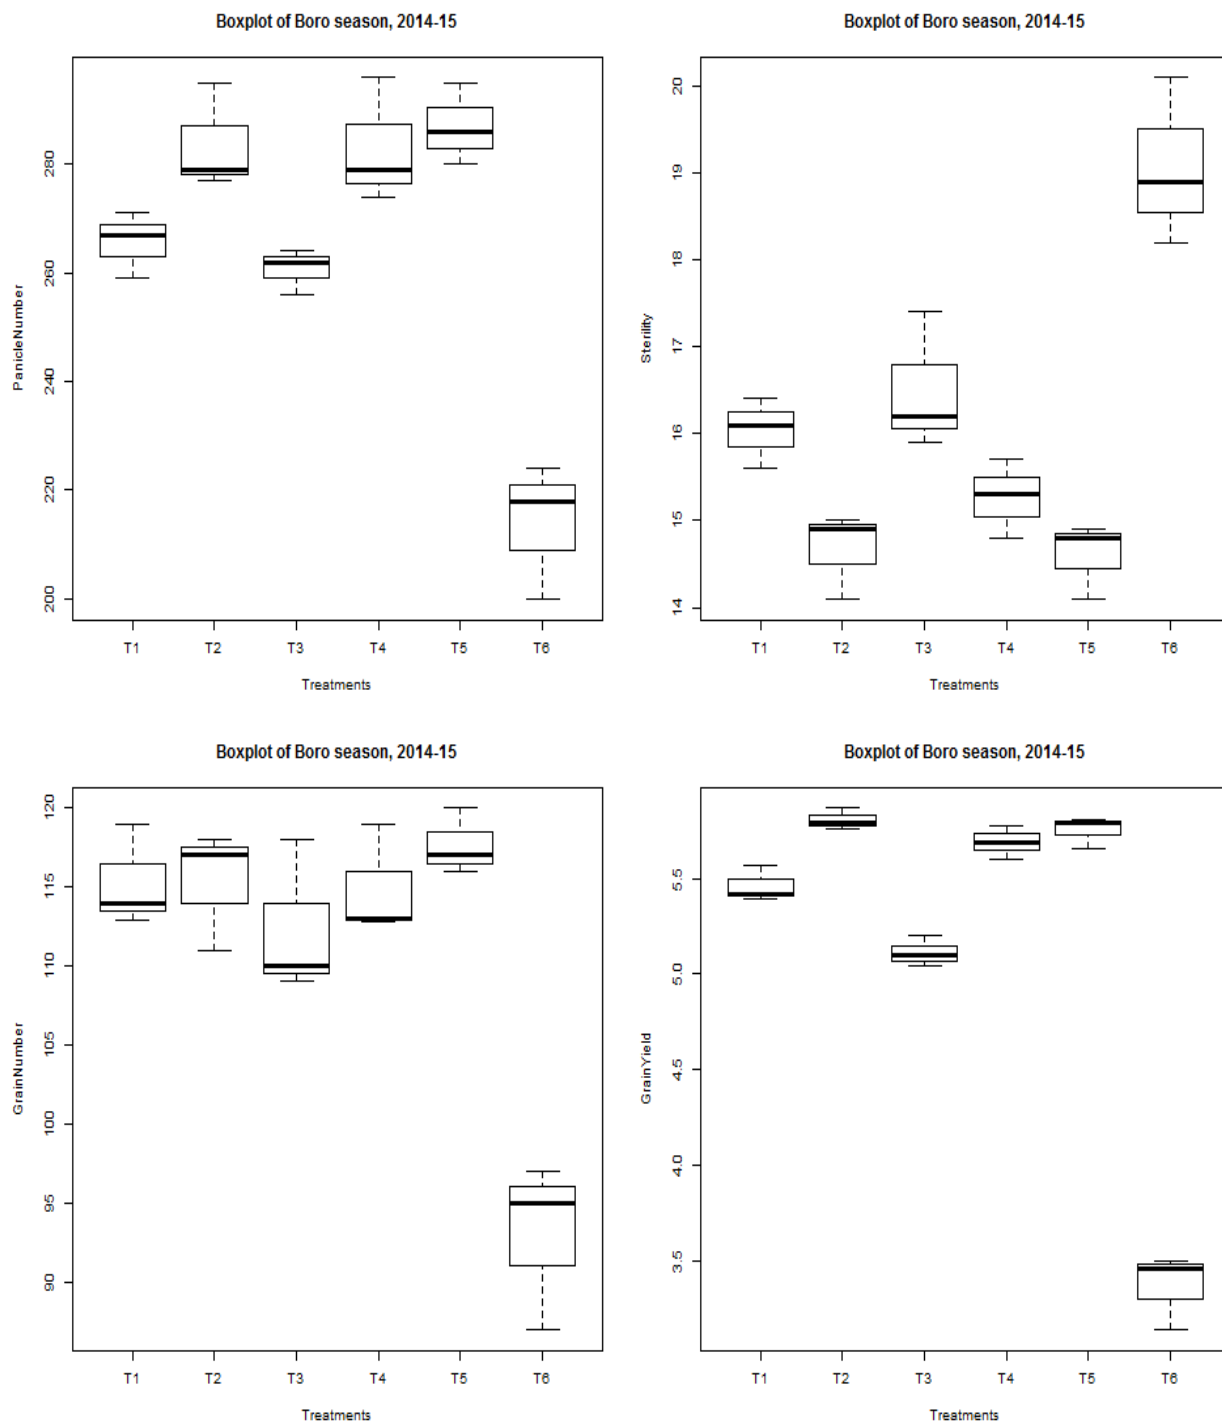 Boxplot of Boro season, 2014-15
PanicleNumber
280
260
240
220
200
T1 T2 T3 T4 T5 T6
Treatments
Boxplot of Boro season, 2014-15
Sterility
20
19
18
17
16
15
14
T1 T2 T3 T4 T5 T6
Treatments
Boxplot of Boro season, 2014-15
GrainNumber
120
115
110
105
100
95
90
T1 T2 T3 T4 T5 T6
Treatments
Boxplot of Boro season, 2014-15
GrainYield
5.5
5.0
4.5
4.0
3.5
T1 T2 T3 T4 T5 T6
Treatments